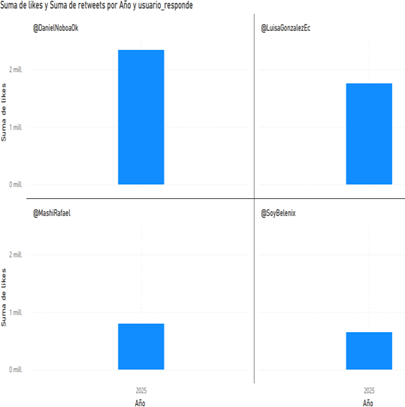 Suma de likes y Suma de retweets por Año y usuario_responde
@DanielNoboaOk
@LuisaGonzalezEc
2 mill.
1 mill.
0 mill.
Suma de likes
@MashiRafael
@SoyBelenix
2 mill.
1 mill.
0 mill.
Suma de likes
2025
2025
Año
Año